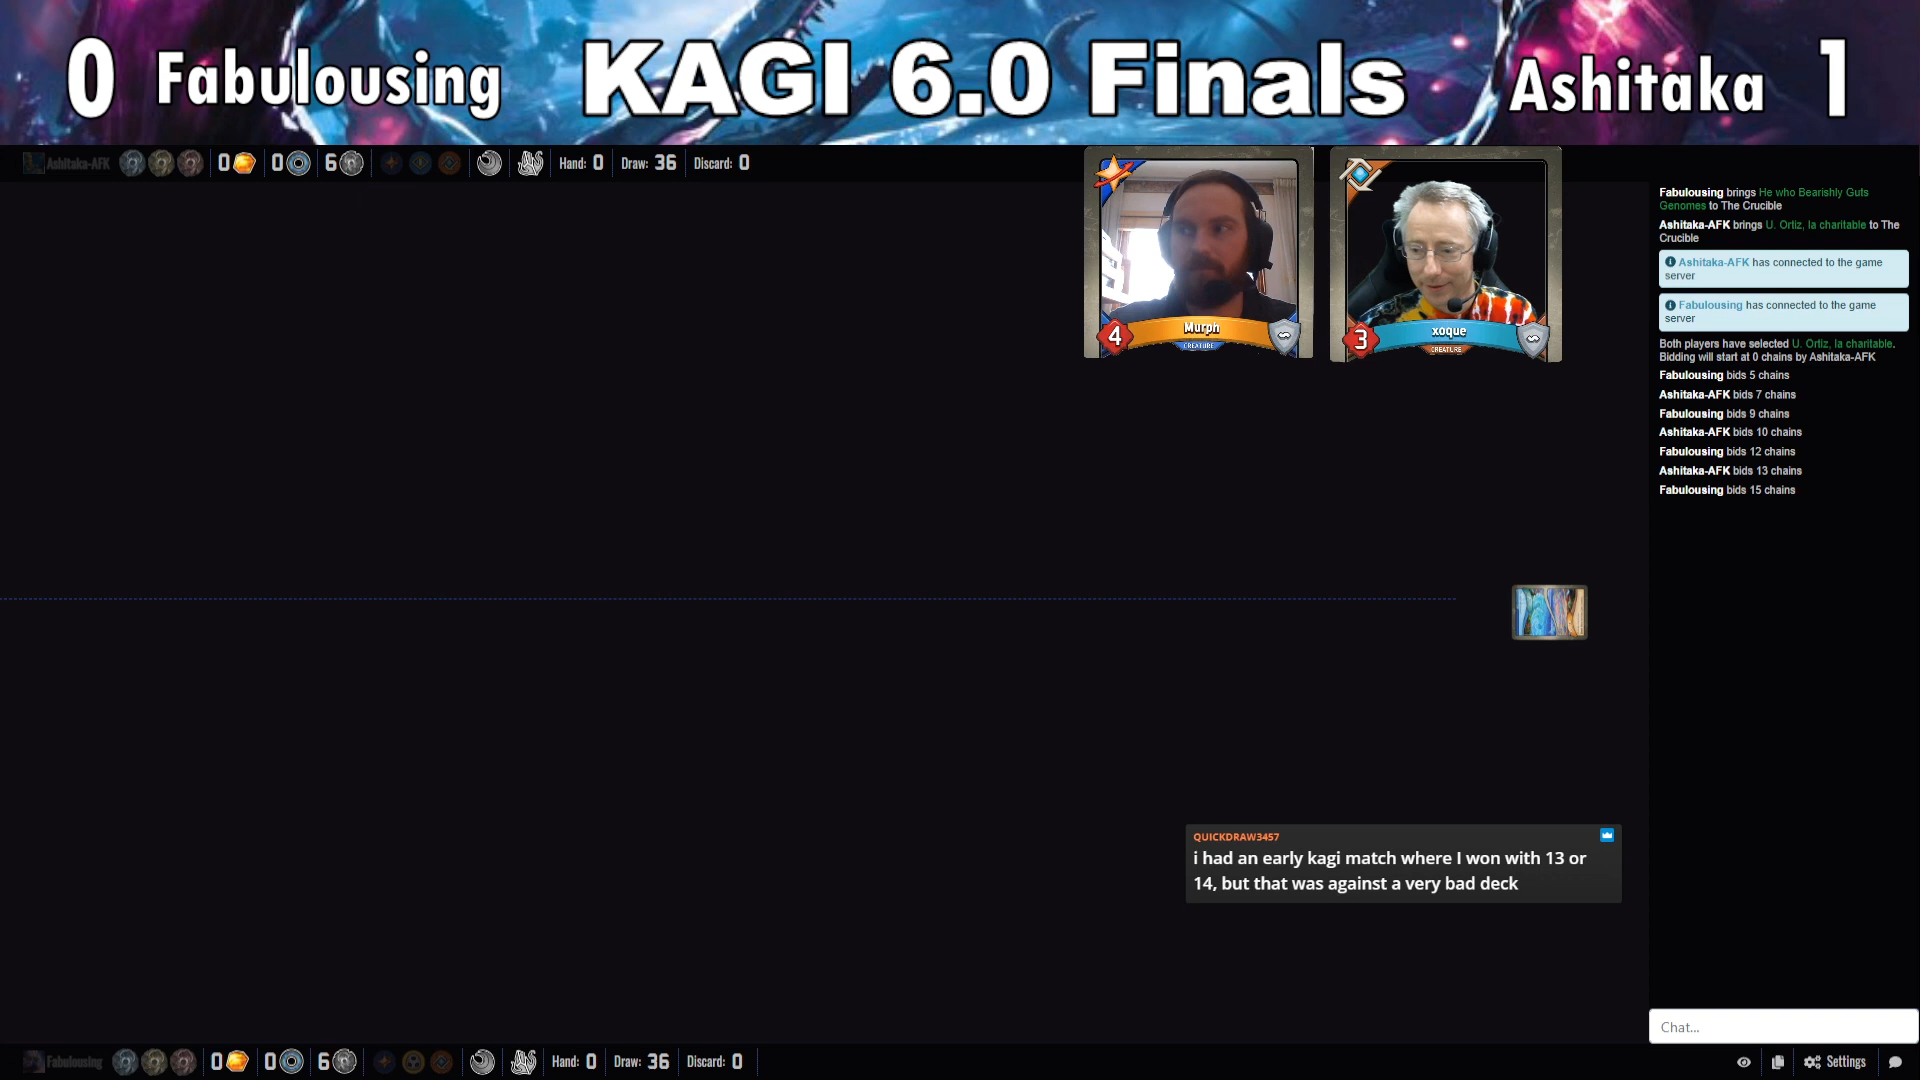 0 Fabulousing KAGI 6.0 Finals Ashitaka 1
Ashitaka-AFK 0 0 6 Hand: 0 Draw: 36 Discard: 0
4 Murph
CREATURE
3 xoque
CREATURE
Fabulousing brings He who Bearishly Guts
Genomes to The Crucible
Ashitaka-AFK brings U. Ortiz, la charitable to The
Crucible
Ashitaka-AFK has connected to the game
server
Fabulousing has connected to the game
server
Both players have selected U. Ortiz, la charitable.
Bidding will start at 0 chains by Ashitaka-AFK
Fabulousing bids 5 chains
Ashitaka-AFK bids 7 chains
Fabulousing bids 9 chains
Ashitaka-AFK bids 10 chains
Fabulousing bids 12 chains
Ashitaka-AFK bids 13 chains
Fabulousing bids 15 chains
QUICKDRAW3457
i had an early kagi match where I won with 13 or
14, but that was against a very bad deck
Chat...
Fabulousing 0 0 6 Hand: 0 Draw: 36 Discard: 0
Settings